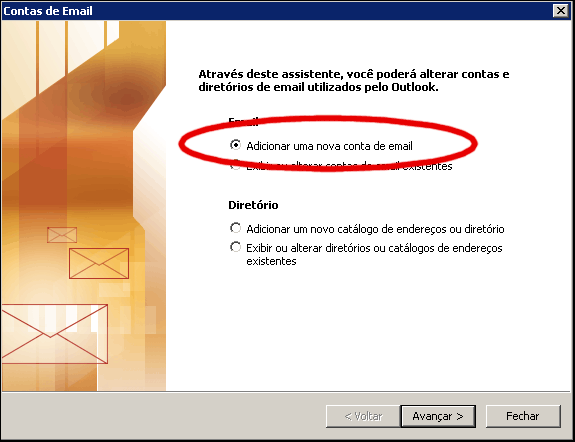 Contas de Email
Através deste assistente, você poderá alterar contas e
diretórios de email utilizados pelo Outlook.
Email
Adicionar uma nova conta de email
Exibir ou alterar contas de email existentes
Diretório
Adicionar um novo catálogo de endereços ou diretório
Exibir ou alterar diretórios ou catálogos de endereços
existentes
< Voltar
Avançar >
Fechar